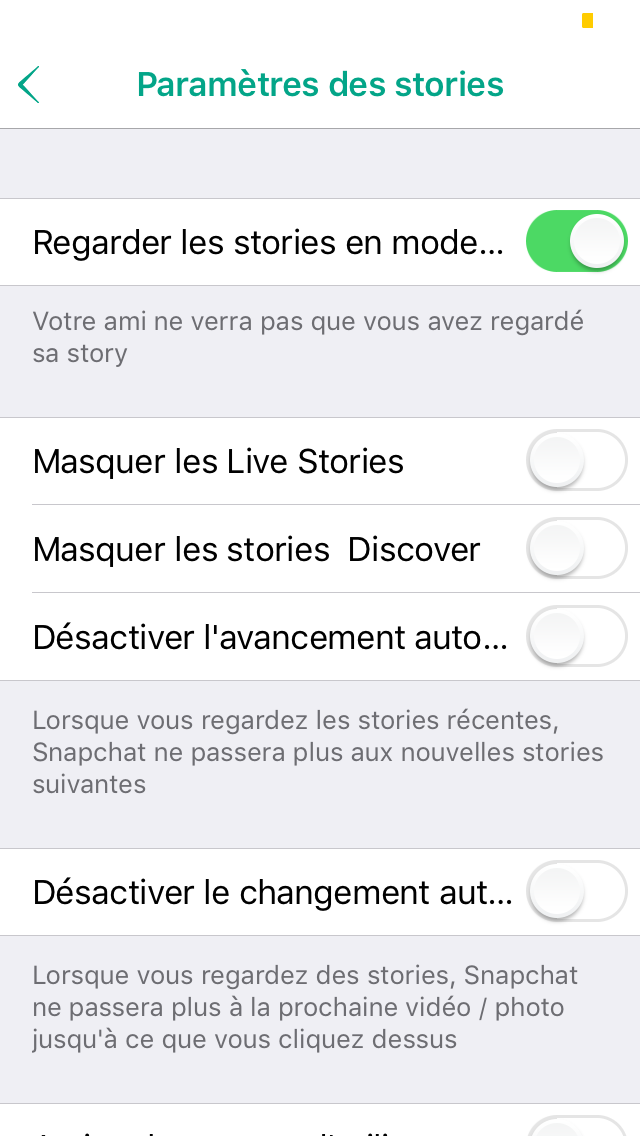 Paramètres des stories
Regarder les stories en mode...
Votre ami ne verra pas que vous avez regardé
sa story
Masquer les Live Stories
Masquer les stories  Discover
Désactiver l'avancement auto...
Lorsque vous regardez les stories récentes,
Snapchat ne passera plus aux nouvelles stories
suivantes
Désactiver le changement aut...
Lorsque vous regardez des stories, Snapchat
ne passera plus à la prochaine vidéo / photo
jusqu'à ce que vous cliquez dessus